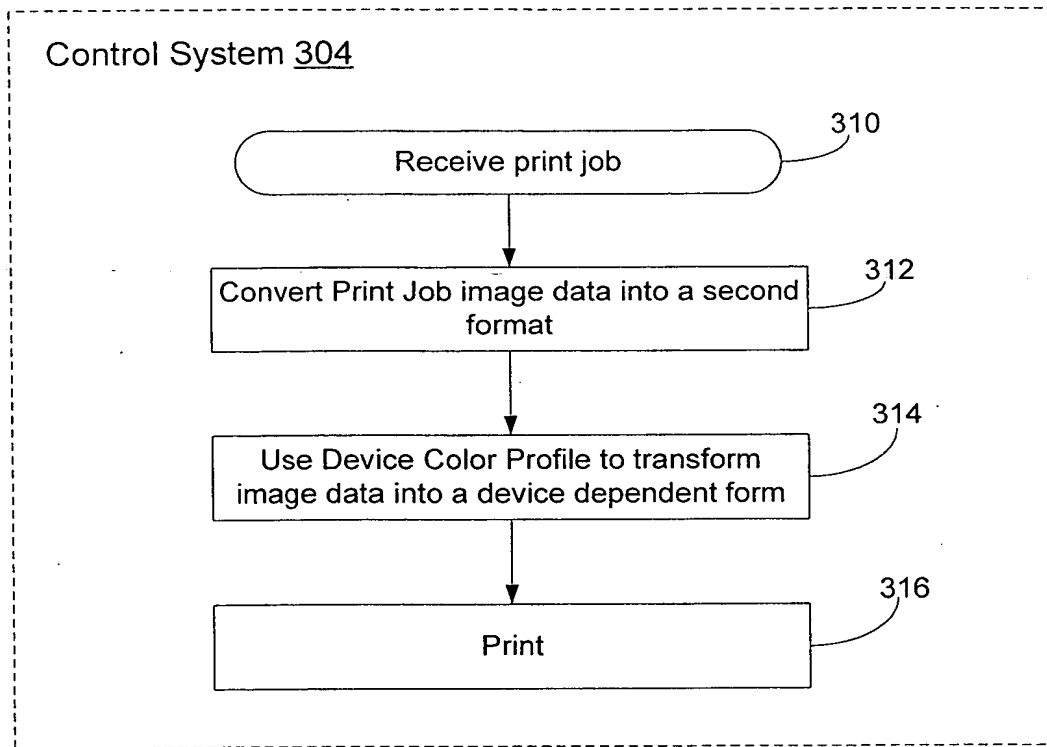 Control System 304
310
Receive print job
312
Convert Print Job image data into a second
format
314
Use Device Color Profile to transform
image data into a device dependent form
316
Print